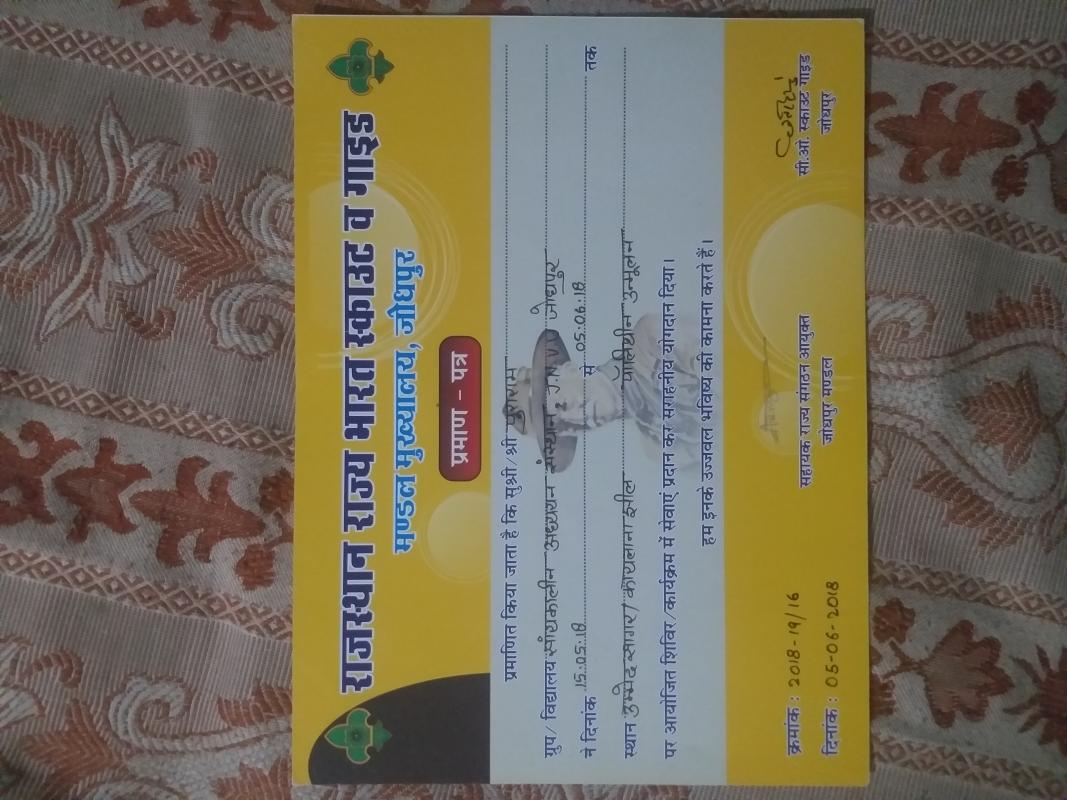 राजस्थान राज्य भारत स्काउट व गाइड
मण्डल मुख्यालय, जोधपुर
प्रमाण – पत्र
प्रमाणित किया जाता है कि सुश्री/श्री
ग्रुप/विद्यालय सांयकालीन अध्ययन संस्थान J.N.V.U जोधपुर
ने दिनांक 15.05.18 से 05.06.18 तक
स्थान उम्मेद सागर/कायलाना झील पॉलिथीन उन्मूलन
पर आयोजित शिविर/कार्यक्रम में सेवाएं प्रदान कर सराहनीय योगदान दिया।
हम इनके उज्जवल भविष्य की कामना करते हैं।
क्रमांक : 2018-19/16
दिनांक : 05-06-2018
सहायक राज्य संगठन आयुक्त
जोधपुर मण्डल
सी.ओ. स्काउट गाइड
जोधपुर